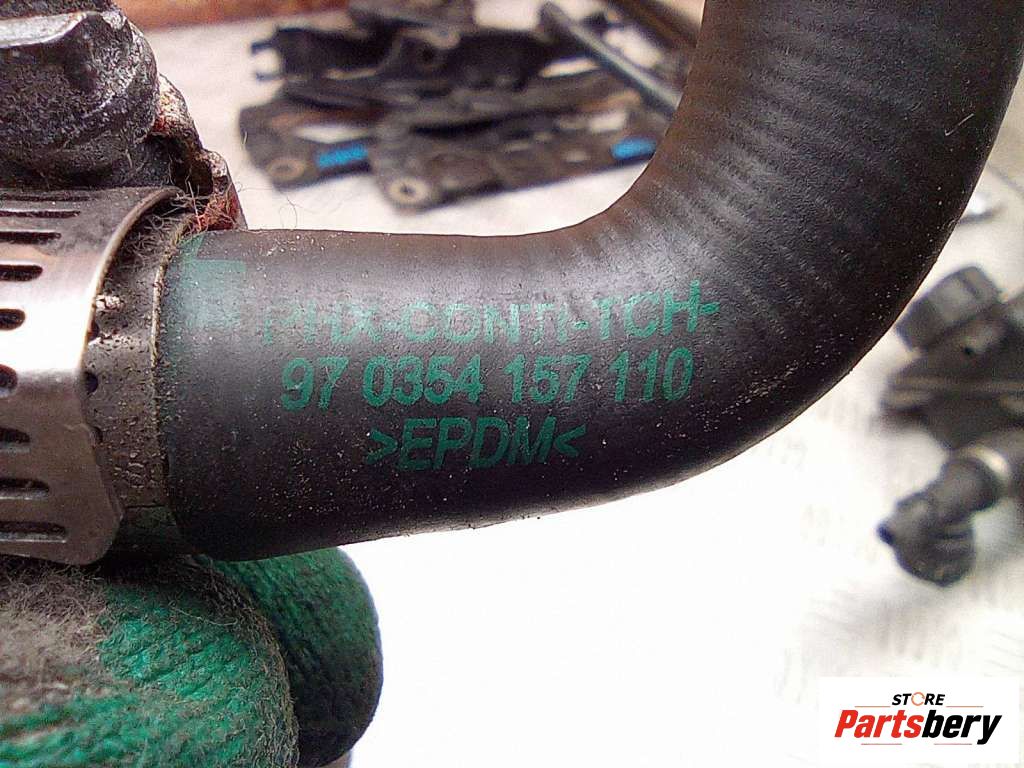 PHX-CONTI-TCH-
97 0354 157 110
>EPDM<
STORE
Partsbery